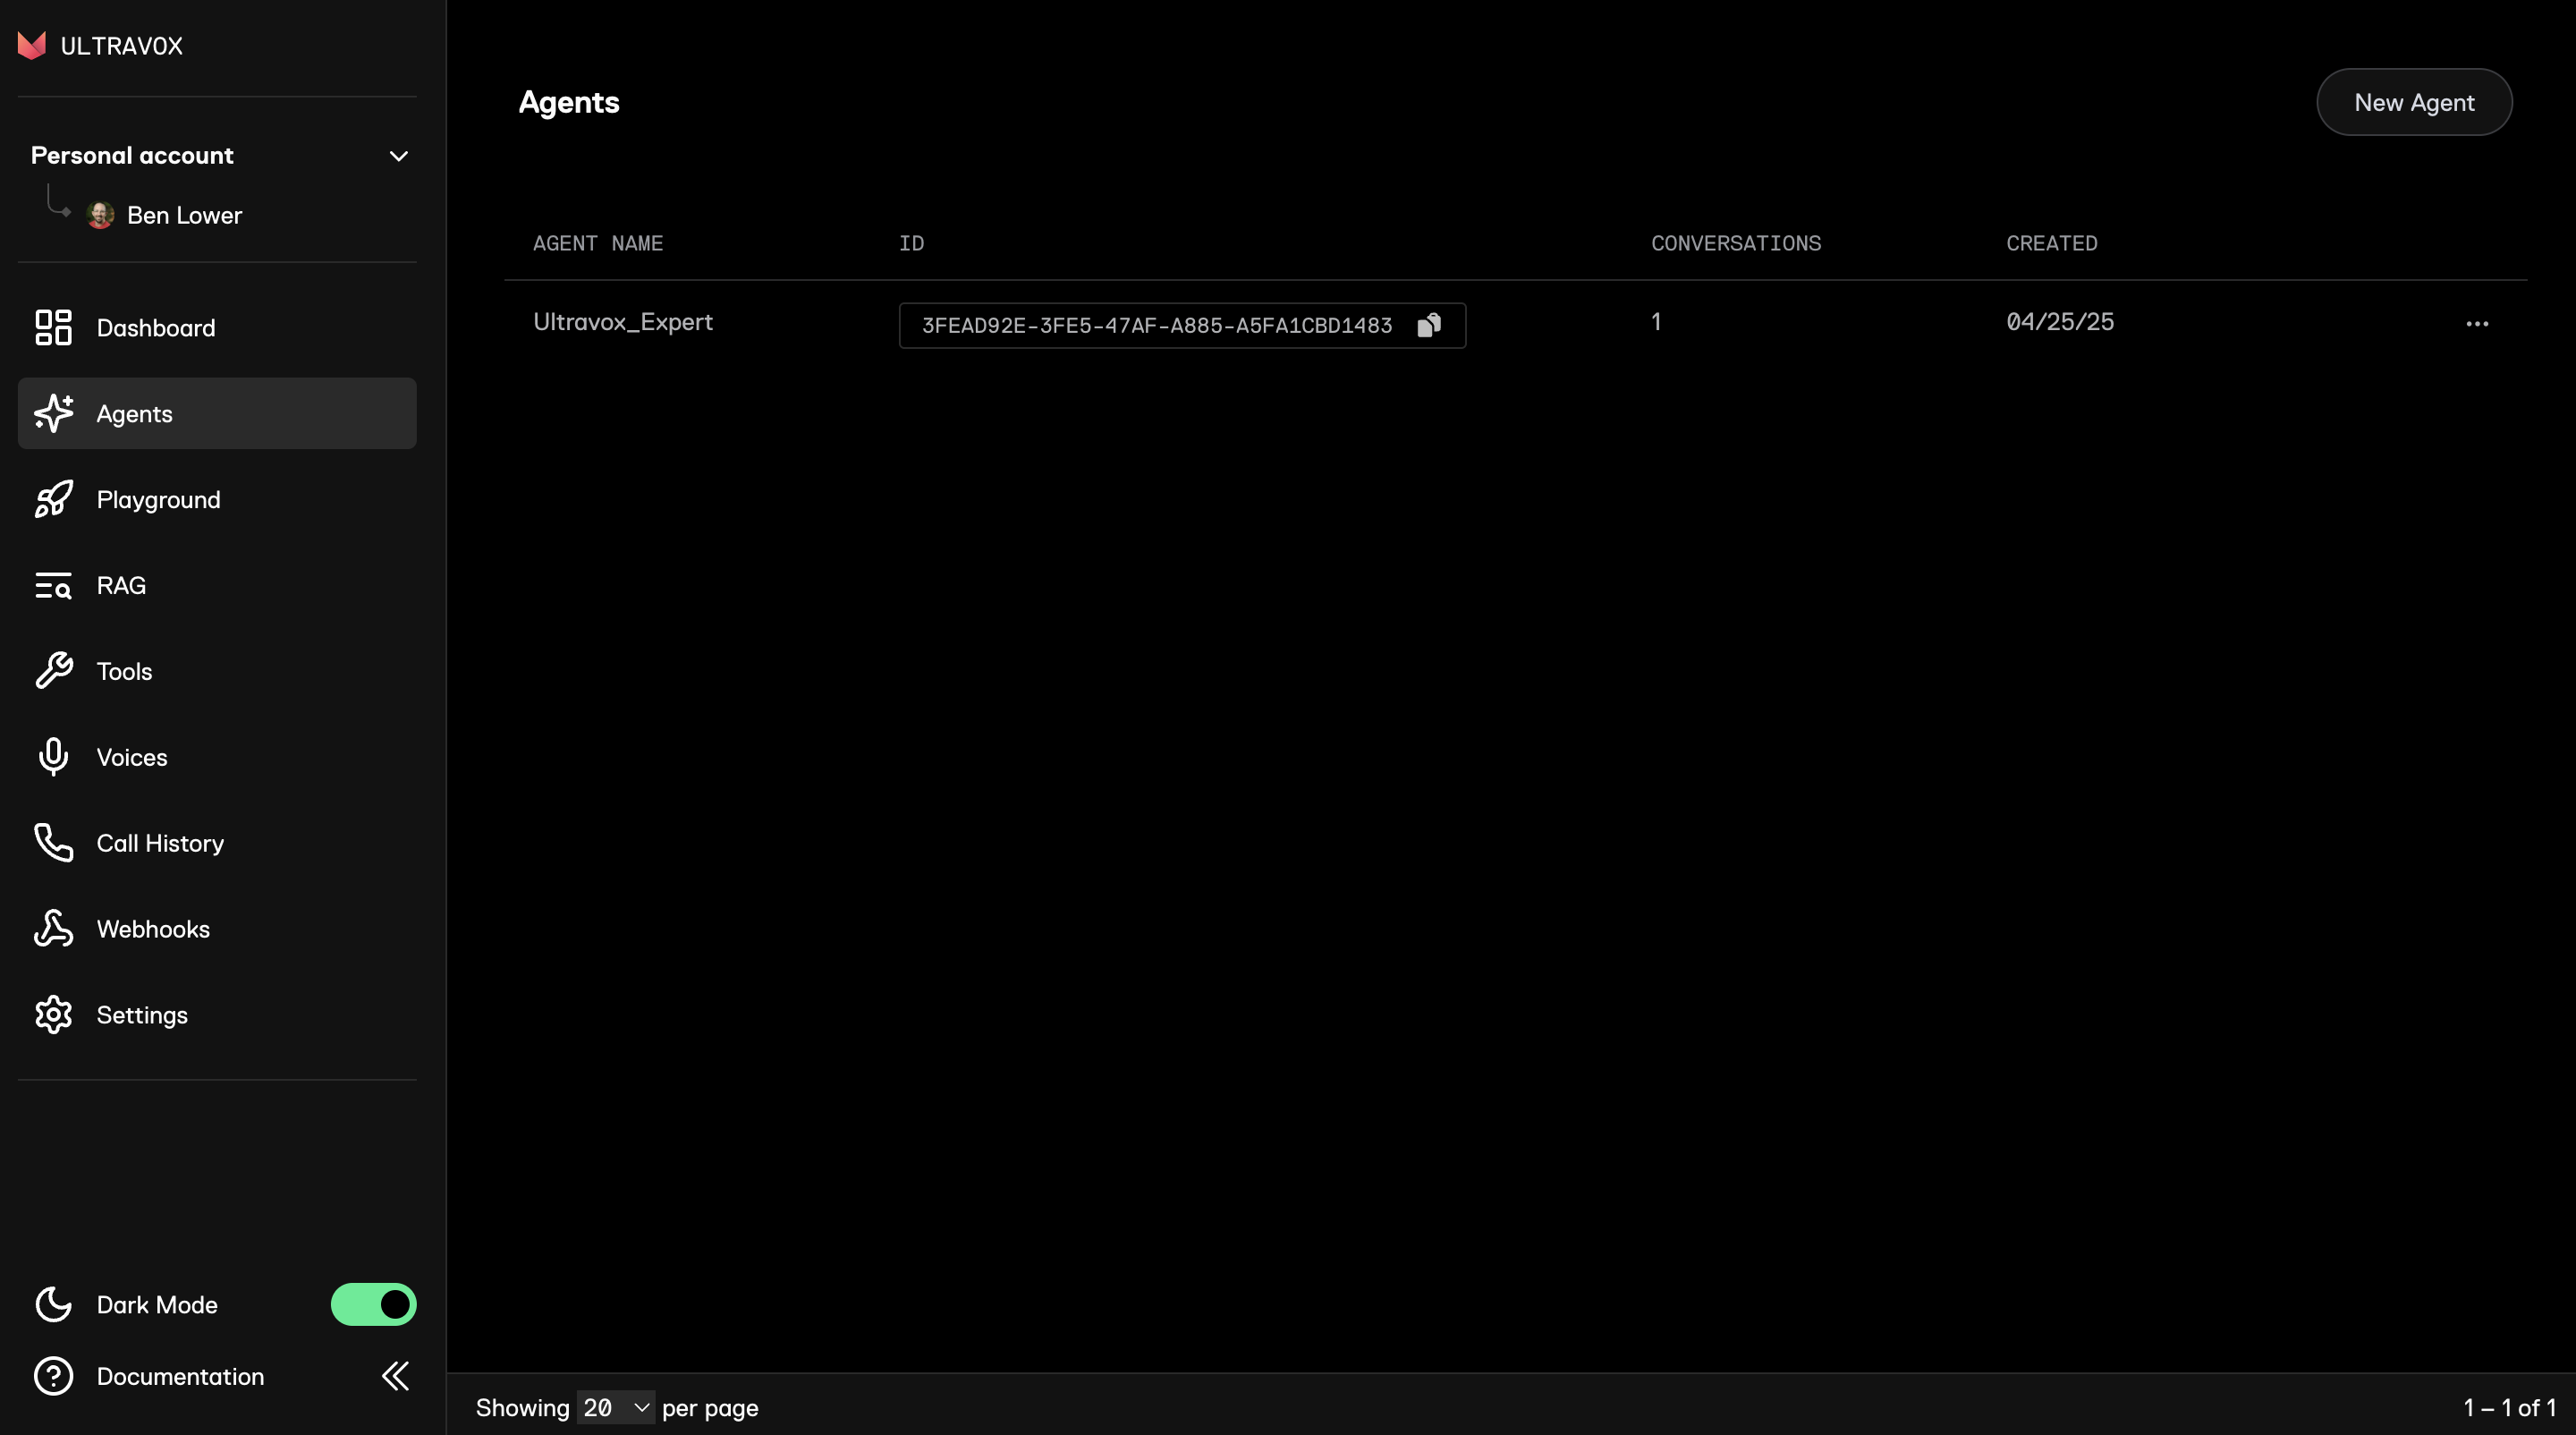 ULTRAVOX
Personal account
Ben Lower
Dashboard
Agents
Playground
RAG
Tools
Voices
Call History
Webhooks
Settings
Dark Mode
Documentation
Agents
New Agent
AGENT NAME ID CONVERSATIONS CREATED
Ultravox_Expert 3FEAD92E-3FE5-47AF-A885-A5FA1CBD1483 1 04/25/25
Showing 20 per page
1 – 1 of 1